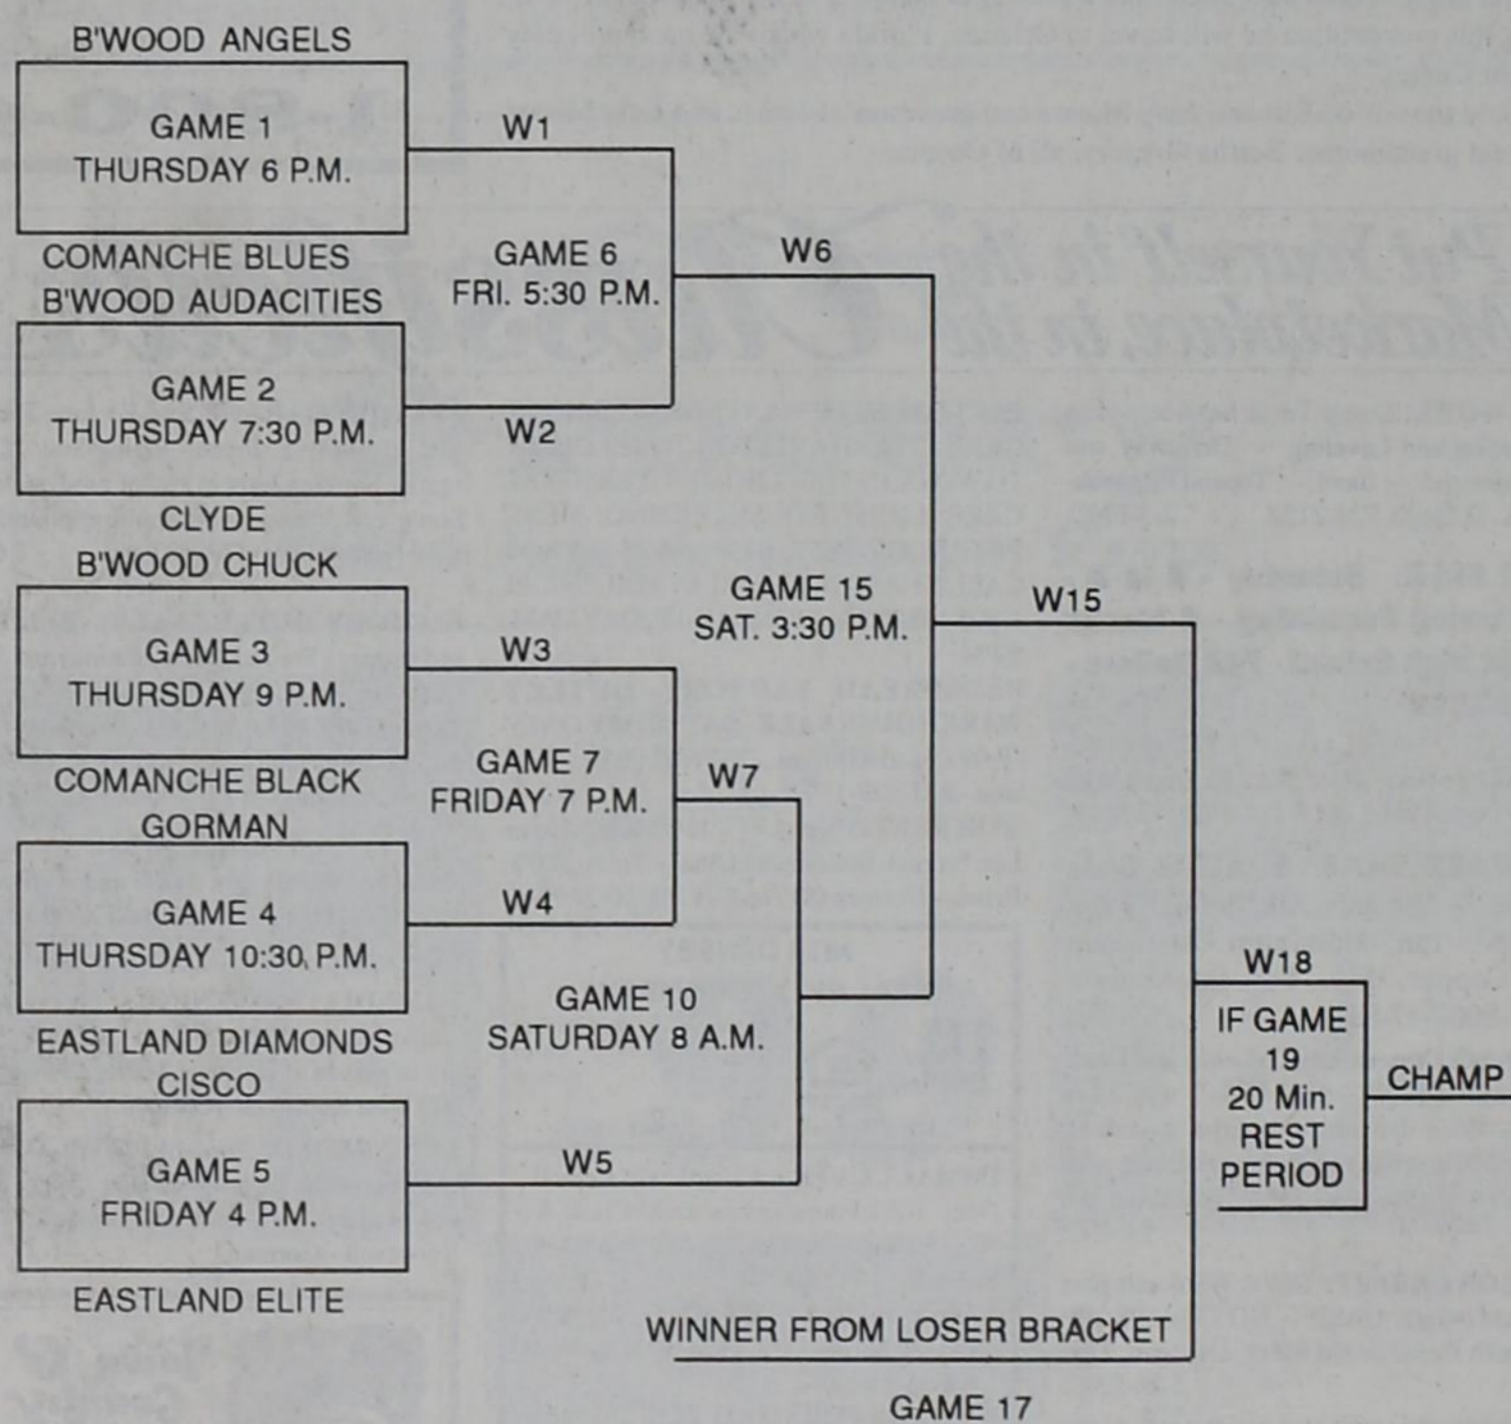 B'WOOD ANGELS
GAME 1
THURSDAY 6 P.M.
COMANCHE BLUES
W1
B'WOOD AUDACITIES
GAME 2
THURSDAY 7:30 P.M.
CLYDE
W2
GAME 6
FRI. 5:30 P.M.
W6
B'WOOD CHUCK
GAME 3
THURSDAY 9 P.M.
COMANCHE BLACK
W3
GORMAN
GAME 4
THURSDAY 10:30 P.M.
EASTLAND DIAMONDS
W4
GAME 7
FRIDAY 7 P.M.
W7
CISCO
GAME 5
FRIDAY 4 P.M.
EASTLAND ELITE
W5
GAME 10
SATURDAY 8 A.M.
GAME 15
SAT. 3:30 P.M.
W15
WINNER FROM LOSER BRACKET
GAME 17
W18
IF GAME
19
20 Min.
REST
PERIOD
CHAMP